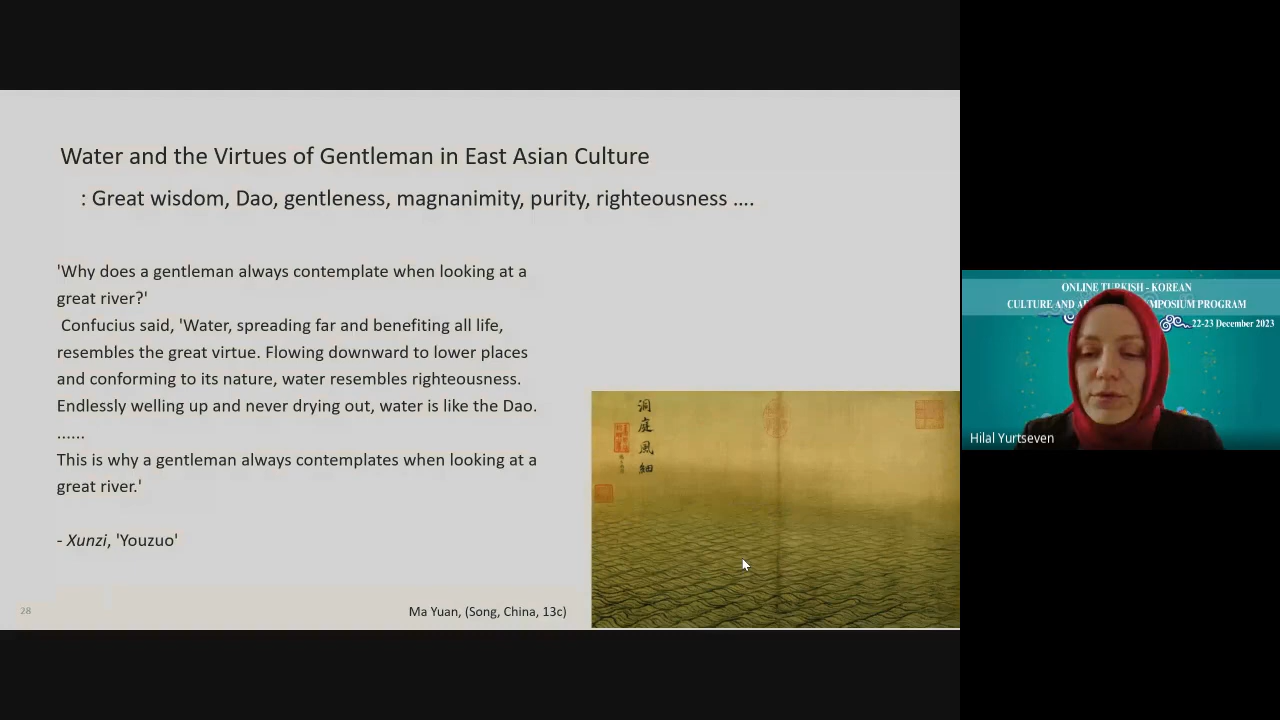 Water and the Virtues of Gentleman in East Asian Culture
: Great wisdom, Dao, gentleness, magnanimity, purity, righteousness ....
'Why does a gentleman always contemplate when looking at a
great river?'
Confucius said, 'Water, spreading far and benefiting all life,
resembles the great virtue. Flowing downward to lower places
and conforming to its nature, water resembles righteousness.
Endlessly welling up and never drying out, water is like the Dao.
......
This is why a gentleman always contemplates when looking at a
great river.'
- Xunzi, 'Youzuo'
28
Ma Yuan, (Song, China, 13c)
洞庭風細
ONLINE TURKISH - KOREAN
CULTURE AND SYMPOSIUM PROGRAM
22-23 December 2023
Hilal Yurtseven